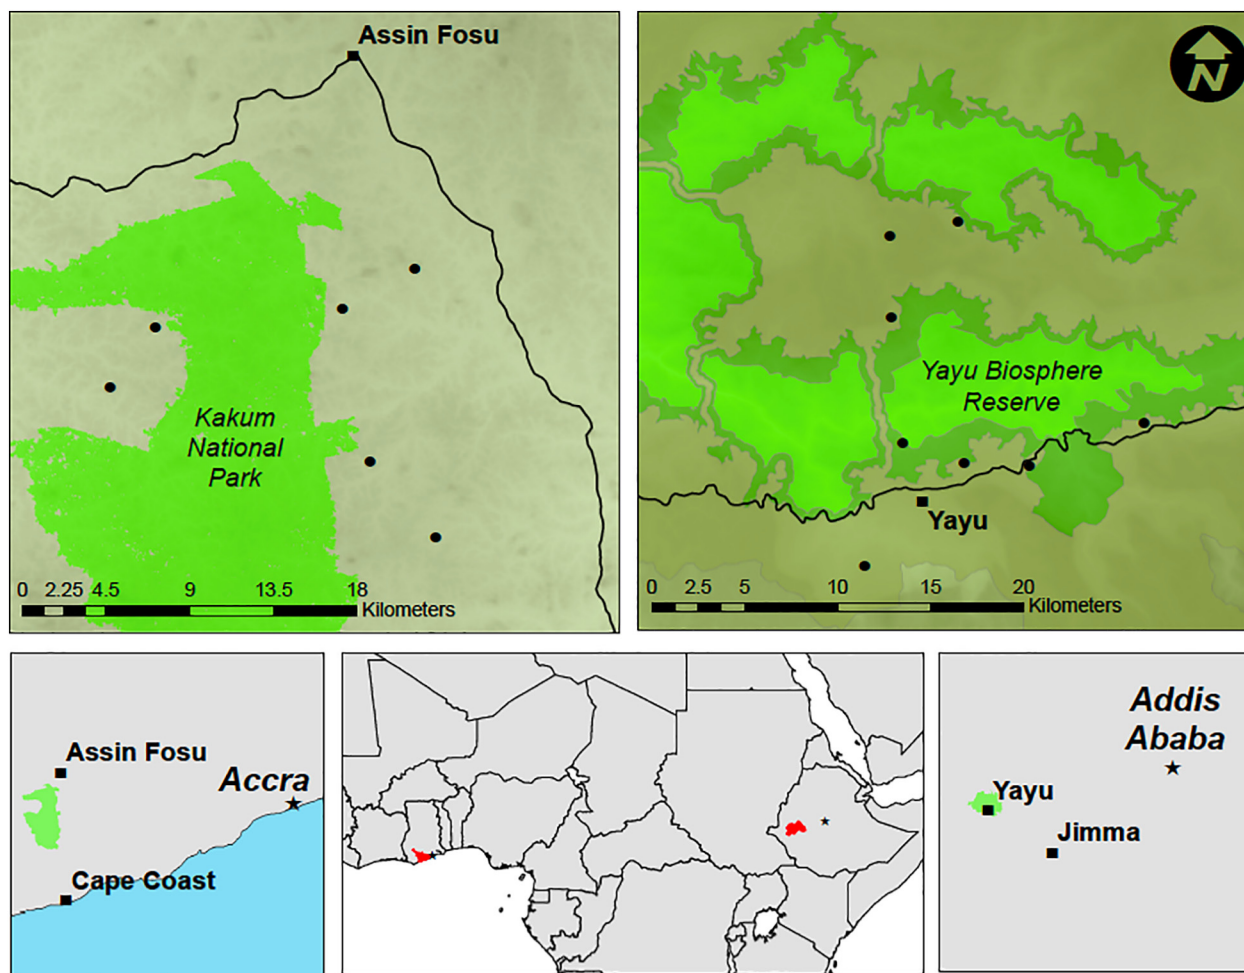 Assin Fosu
Kakum
National
Park
0 2.25 4.5 9 13.5 18
Kilometers
N
Yayu Biosphere
Reserve
Yayu
0 2.5 5 10 15 20
Kilometers
Assin Fosu
Accra
Cape Coast
Addis
Ababa
Yayu
Jimma